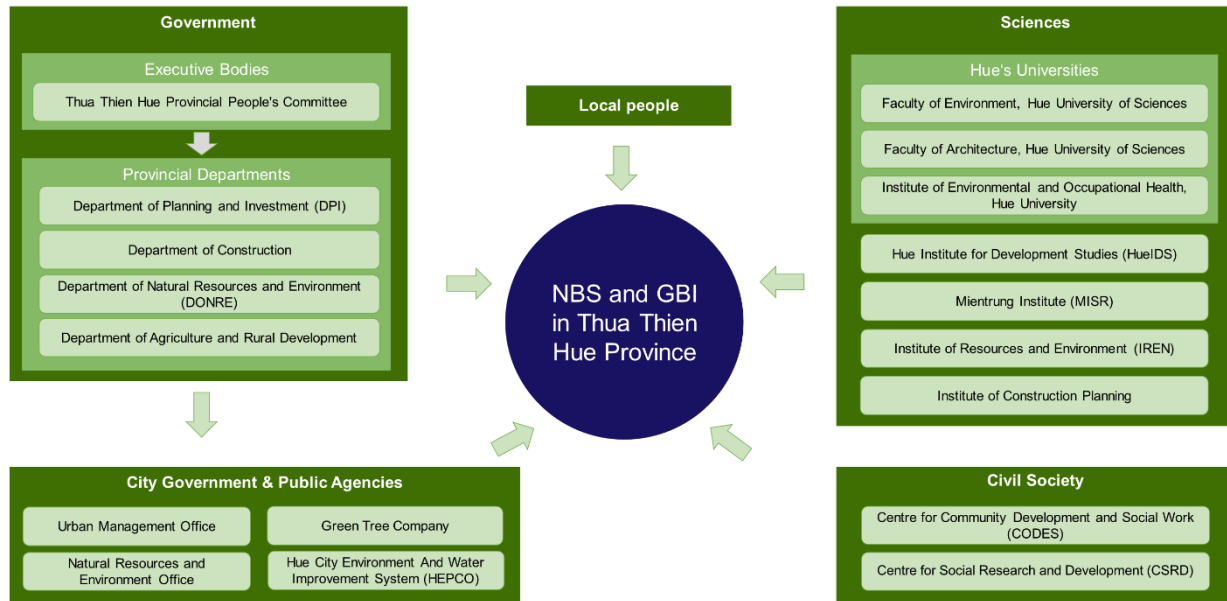 Government
Executive Bodies
Thua Thien Hue Provincial People's Committee
Provincial Departments
Department of Planning and Investment (DPI)
Department of Construction
Department of Natural Resources and Environment
(DONRE)
Department of Agriculture and Rural Development
Local people
NBS and GBI
in Thua Thien
Hue Province
Sciences
Hue's Universities
Faculty of Environment, Hue University of Sciences
Faculty of Architecture, Hue University of Sciences
Institute of Environmental and Occupational Health,
Hue University
Hue Institute for Development Studies (HueIDS)
Mientrung Institute (MISR)
Institute of Resources and Environment (IREN)
Institute of Construction Planning
City Government & Public Agencies
Urban Management Office
Green Tree Company
Natural Resources and
Environment Office
Hue City Environment And Water
Improvement System (HEPCO)
Civil Society
Centre for Community Development and Social Work
(CODES)
Centre for Social Research and Development (CSRD)